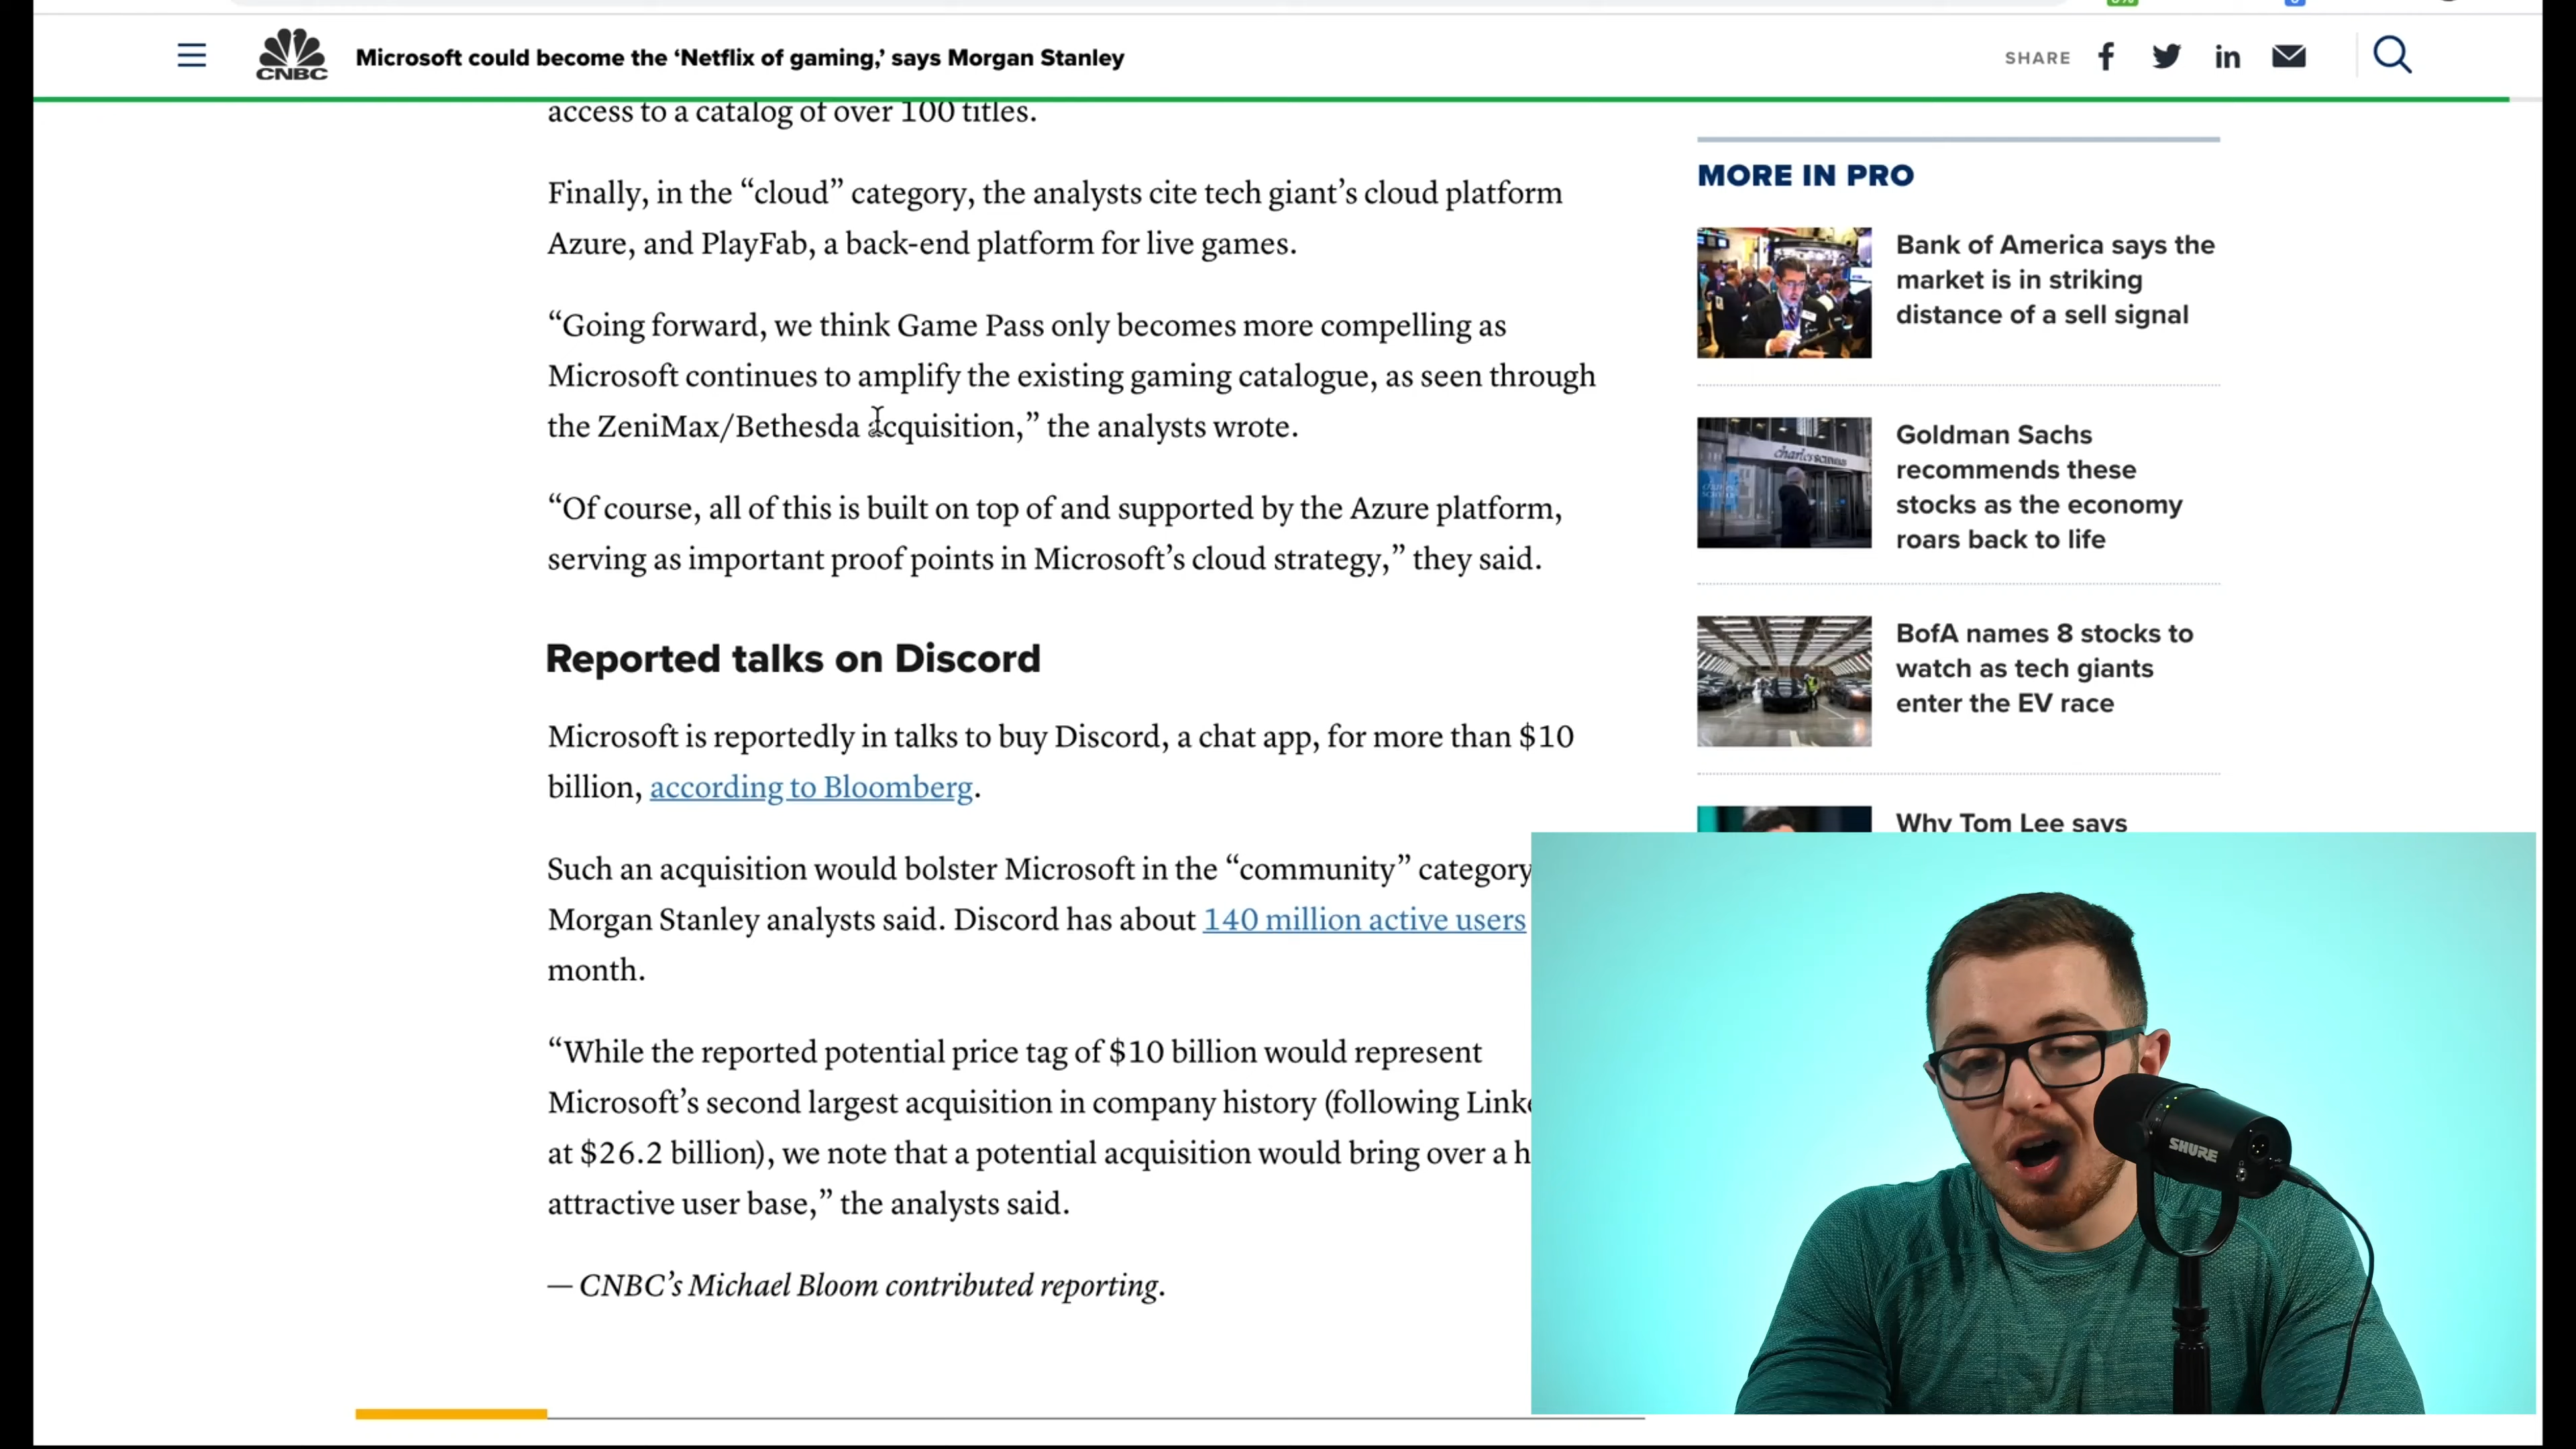 CNBC
Microsoft could become the ‘Netflix of gaming,’ says Morgan Stanley
SHARE
access to a catalog of over 100 titles.
Finally, in the “cloud” category, the analysts cite tech giant’s cloud platform
Azure, and PlayFab, a back-end platform for live games.
“Going forward, we think Game Pass only becomes more compelling as
Microsoft continues to amplify the existing gaming catalogue, as seen through
the ZeniMax/Bethesda acquisition,” the analysts wrote.
“Of course, all of this is built on top of and supported by the Azure platform,
serving as important proof points in Microsoft’s cloud strategy,” they said.
Reported talks on Discord
Microsoft is reportedly in talks to buy Discord, a chat app, for more than $10
billion, according to Bloomberg.
Such an acquisition would bolster Microsoft in the “community” category
Morgan Stanley analysts said. Discord has about 140 million active users
month.
“While the reported potential price tag of $10 billion would represent
Microsoft’s second largest acquisition in company history (following
at $26.2 billion), we note that a potential acquisition would bring over a
attractive user base,” the analysts said.
— CNBC’s Michael Bloom contributed reporting.
MORE IN PRO
Bank of America says the
market is in striking
distance of a sell signal
charles SCHWAB
Goldman Sachs
recommends these
stocks as the economy
roars back to life
BofA names 8 stocks to
watch as tech giants
enter the EV race
Why Tom Lee says
SHURE